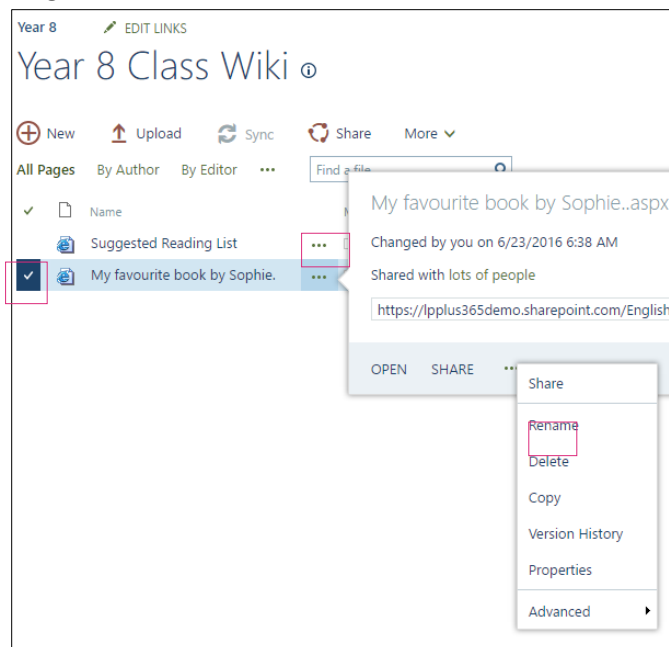 Year 8 EDIT LINKS
Year 8 Class Wiki
New Upload Sync Share More
All Pages By Author By Editor ••• Find a file
Name
Suggested Reading List •••
My favourite book by Sophie. •••
My favourite book by Sophie..aspx
Changed by you on 6/23/2016 6:38 AM
Shared with lots of people
https://lpplus365demo.sharepoint.com/English
OPEN SHARE •••
Share
Rename
Delete
Copy
Version History
Properties
Advanced